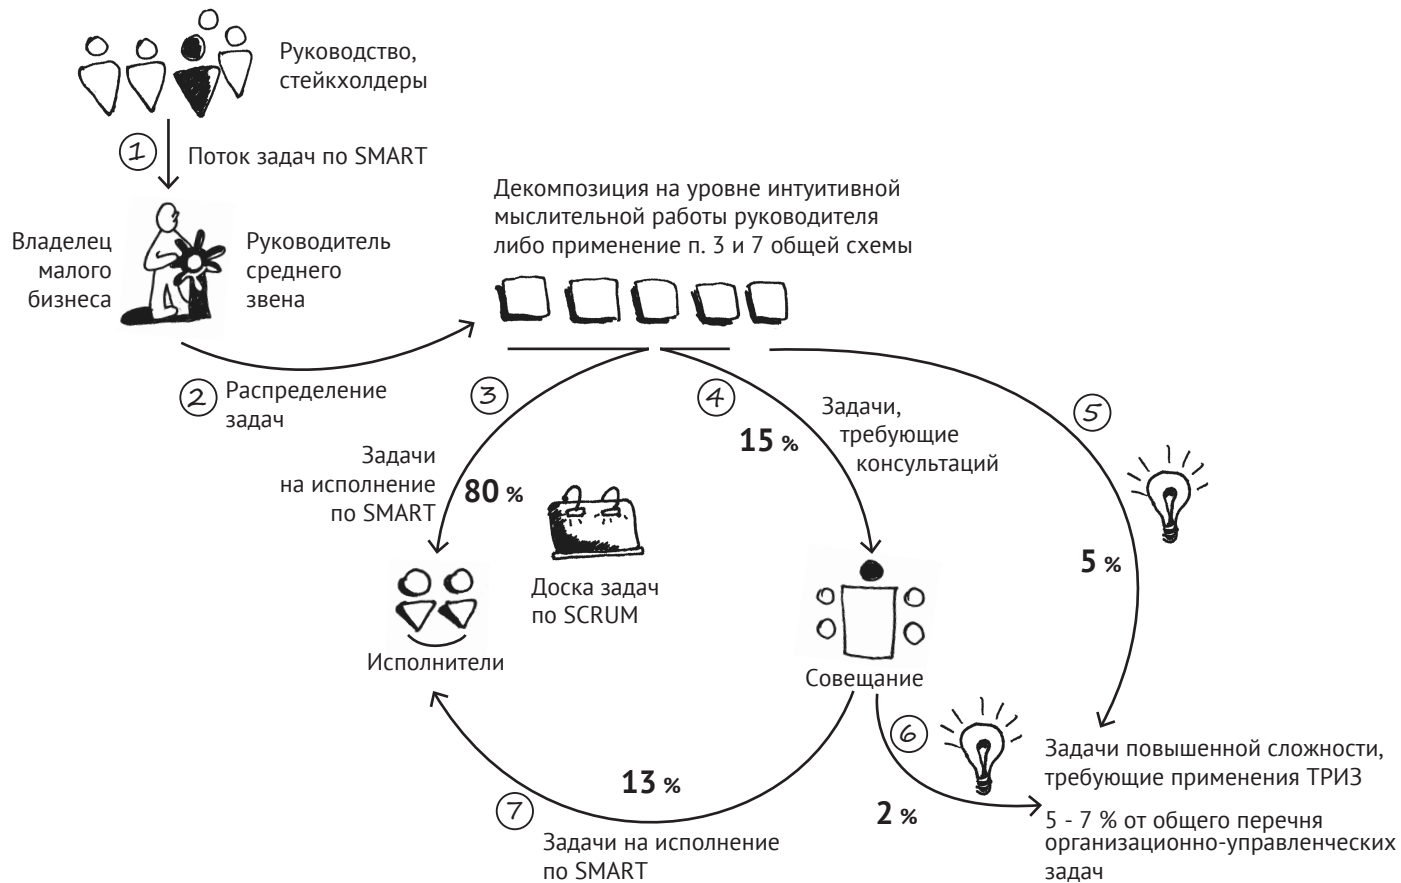 Руководство,
стейкхолдеры
1
Поток задач по SMART
Владелец
малого
бизнеса
Руководитель
среднего
звена
Декомпозиция на уровне интуитивной
мыслительной работы руководителя
либо применение п. 3 и 7 общей схемы
2
Распределение
задач
3
Задачи
на исполнение
по SMART
80 %
4
15 %
Задачи,
требующие
консультаций
5
5 %
Доска задач
по SCRUM
Исполнители
Совещание
6
2 %
Задачи повышенной сложности,
требующие применения ТРИЗ
5 - 7 % от общего перечня
организационно-управленческих
задач
7
13 %
Задачи на исполнение
по SMART